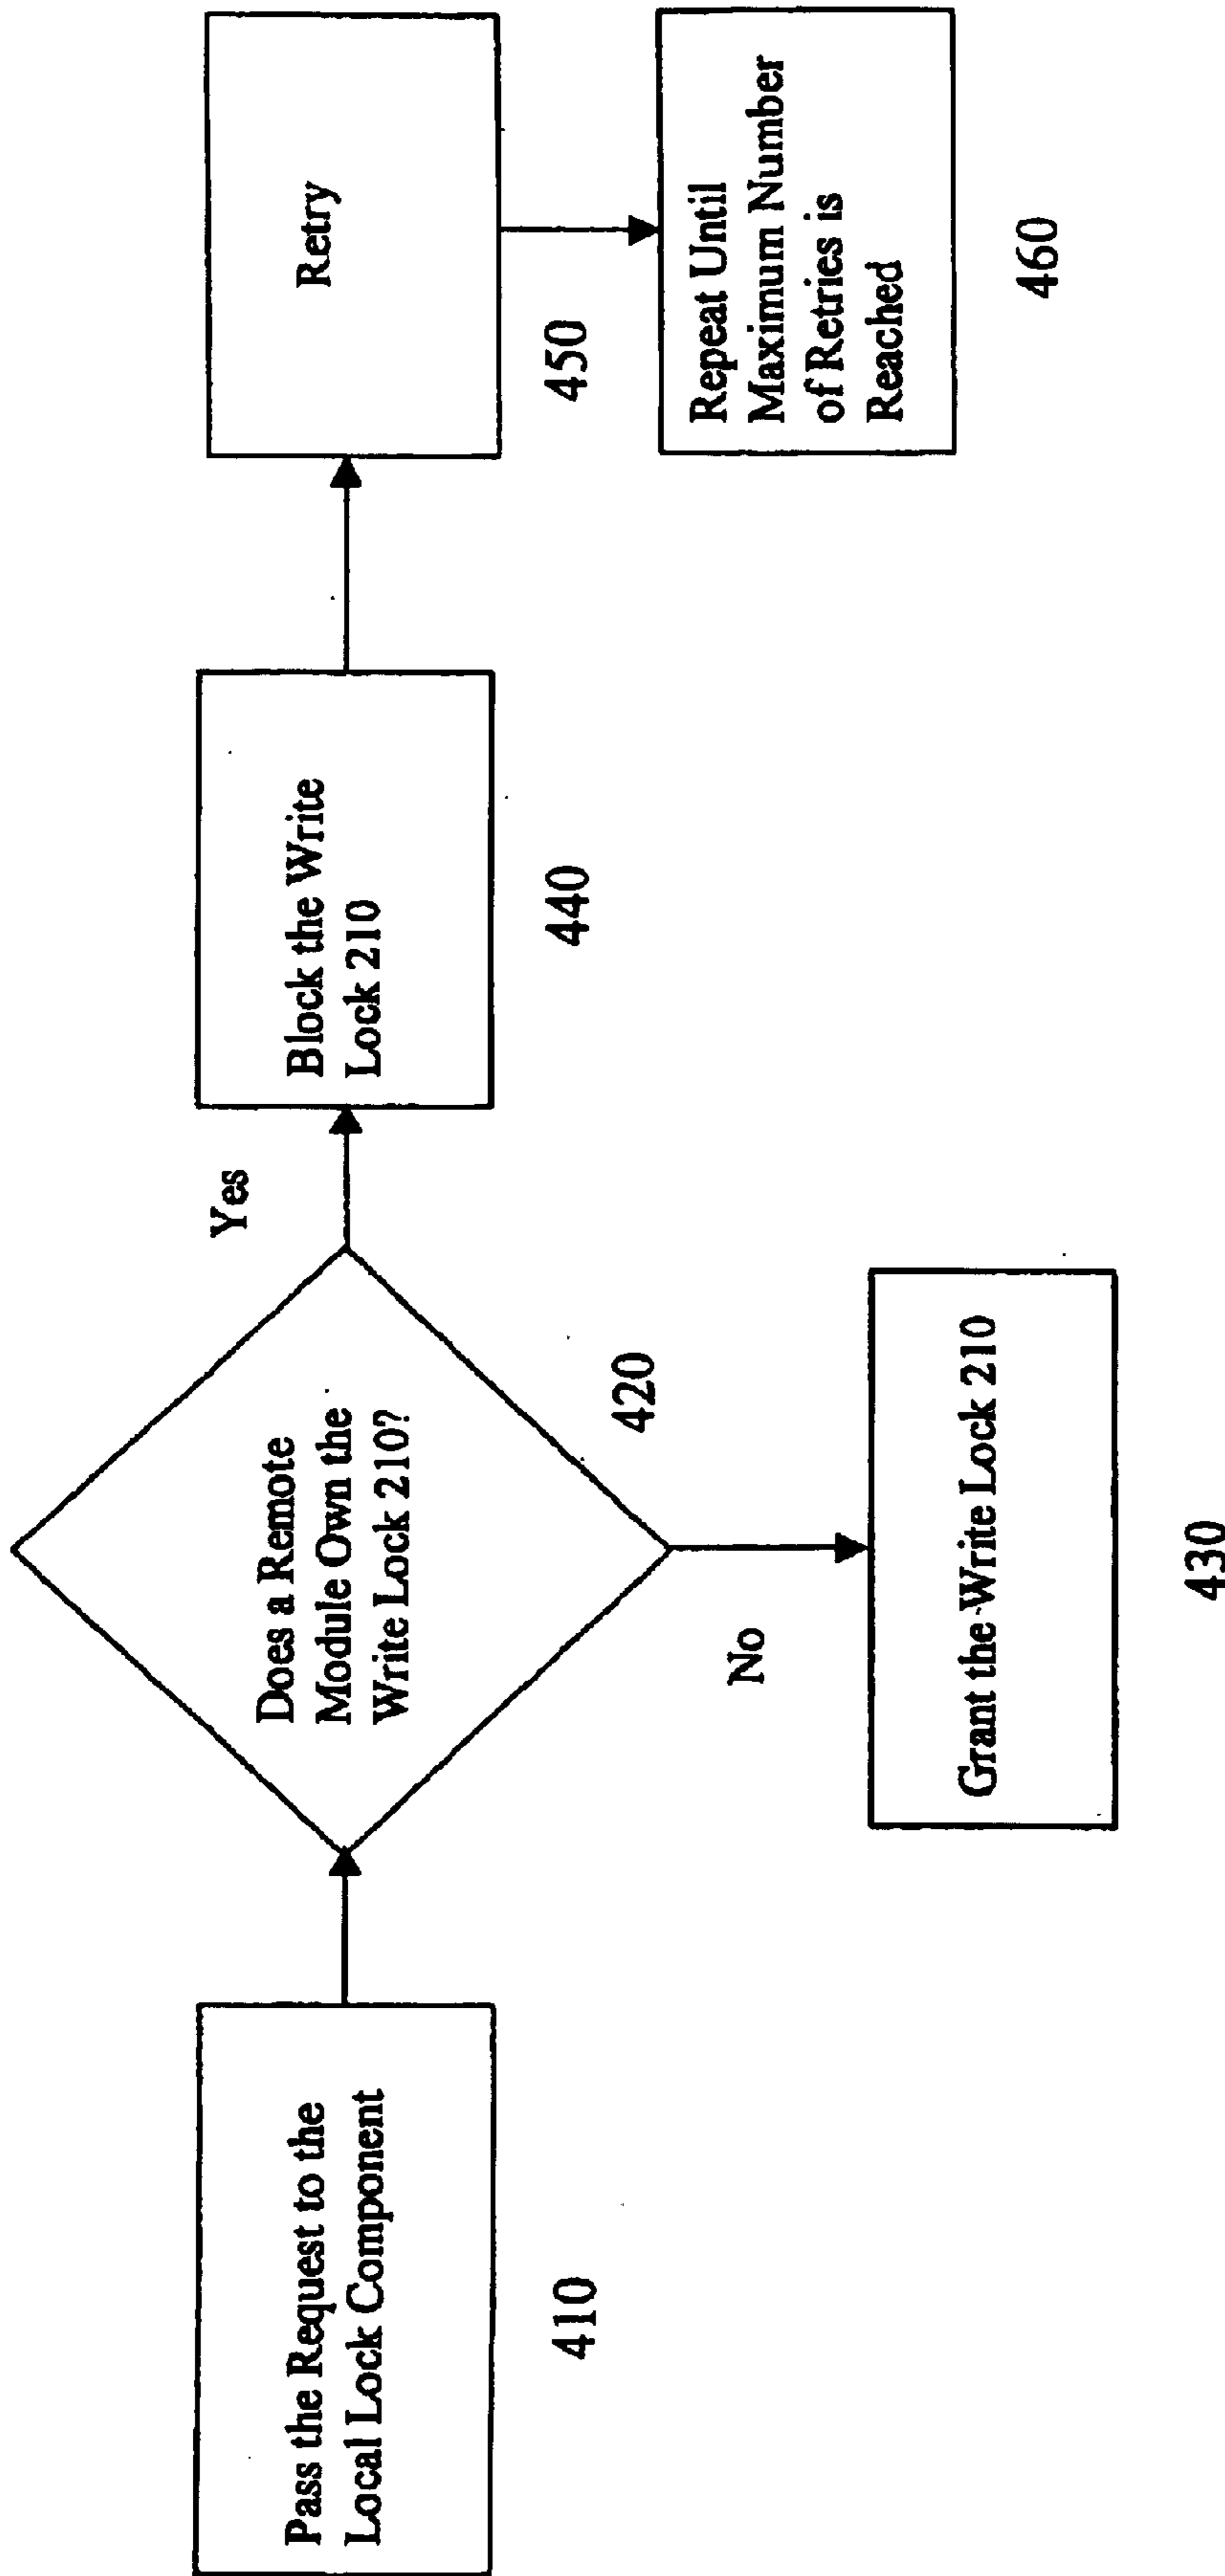 Pass the Request to the
Local Lock Component
410
Does a Remote
Module Own the
Write Lock 210?
420
Yes
No
Grant the Write Lock 210
430
Block the Write
Lock 210
440
Retry
450
Repeat Until
Maximum Number
of Retries is
Reached
460